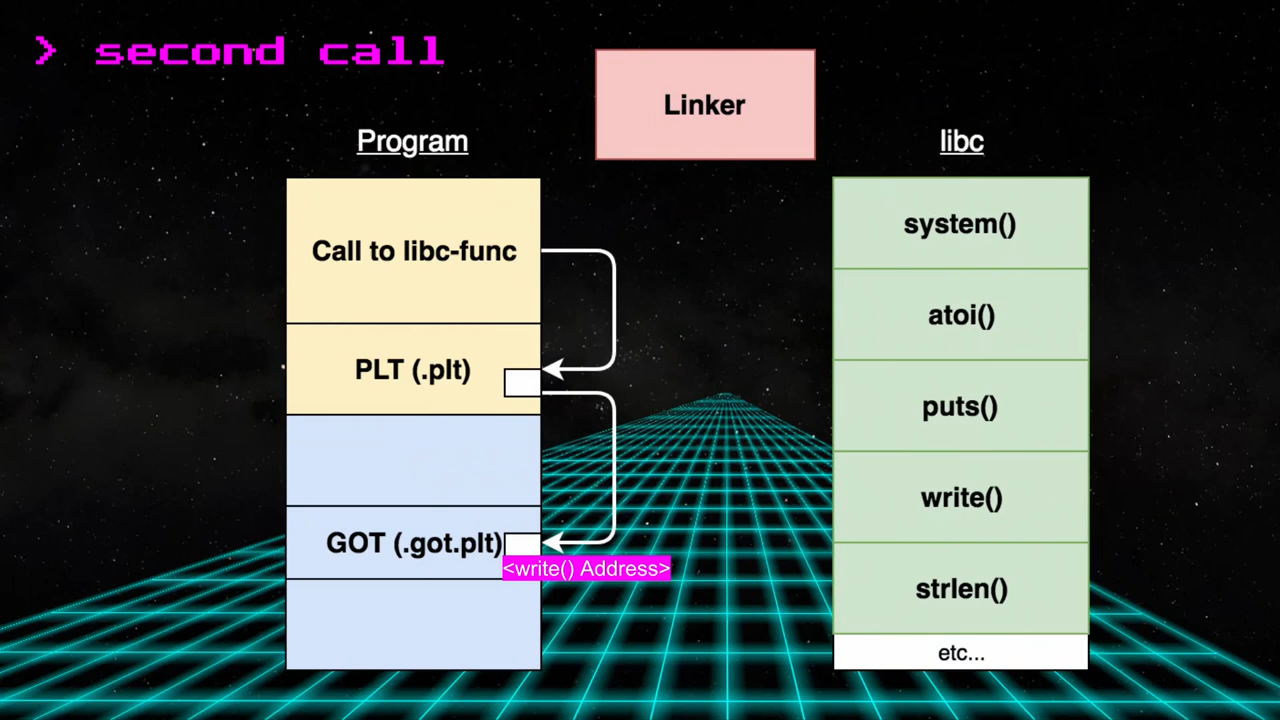 > second call
Linker
Program
libc
Call to libc-func
PLT (.plt)
GOT (.got.plt)
<write() Address>
system()
atoi()
puts()
write()
strlen()
etc...